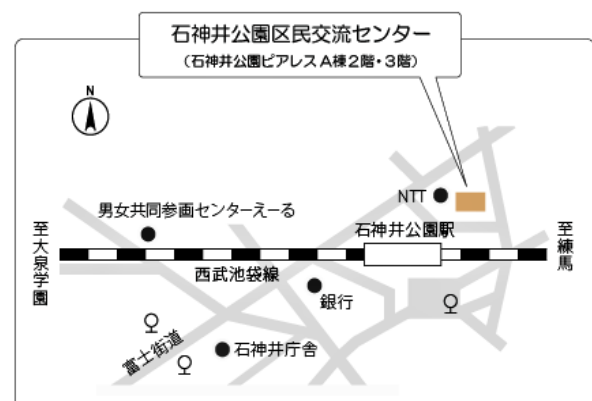 石神井公園区民交流センター
(石神井公園ピアレスA棟2階・3階)
N
NTT
男女共同参画センターえーる
石神井公園駅
至大泉学園
至練馬
西武池袋線
銀行
富士街道
石神井庁舎